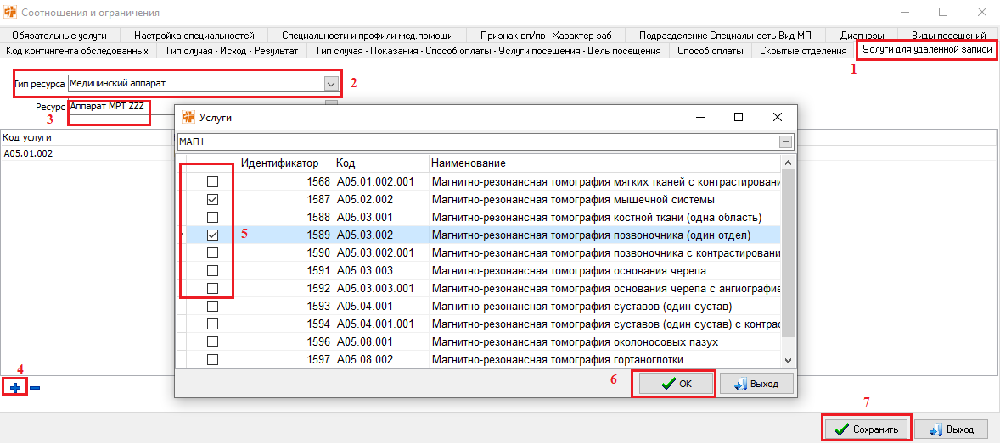 Соотношения и ограничения
Обязательные услуги Настройка специальностей Специальности и профили мед.помощи Признак вп/пв - Характер заб Подразделение-Специальность-Вид МП Диагнозы Виды посещений
Код контингента обследованных Тип случая - Исход - Результат Тип случая - Показания - Способ оплаты - Услуги посещения - Цель посещения Способ оплаты Скрытые отделения Услуги для удаленной записи
1
Тип ресурса Медицинский аппарат 2
Ресурс Аппарат МРТ ZZZ
3
Код услуги
A05.01.002
Услуги
МАГН
Идентификатор Код Наименование
1568 A05.01.002.001 Магнитно-резонансная томография мягких тканей с контрастировани
1587 A05.02.002 Магнитно-резонансная томография мышечной системы
1588 A05.03.001 Магнитно-резонансная томография костной ткани (одна область)
5 1589 A05.03.002 Магнитно-резонансная томография позвоночника (один отдел)
1590 A05.03.002.001 Магнитно-резонансная томография позвоночника с контрастировани
1591 A05.03.003 Магнитно-резонансная томография основания черепа
1592 A05.03.003.001 Магнитно-резонансная томография основания черепа с ангиографие
1593 A05.04.001 Магнитно-резонансная томография суставов (один сустав)
1594 A05.04.001.001 Магнитно-резонансная томография суставов (один сустав) с контрас
1596 A05.08.001 Магнитно-резонансная томография околоносовых пазух
1597 A05.08.002 Магнитно-резонансная томография гортаноглотки
4
6 OK Выход
7
Сохранить Выход